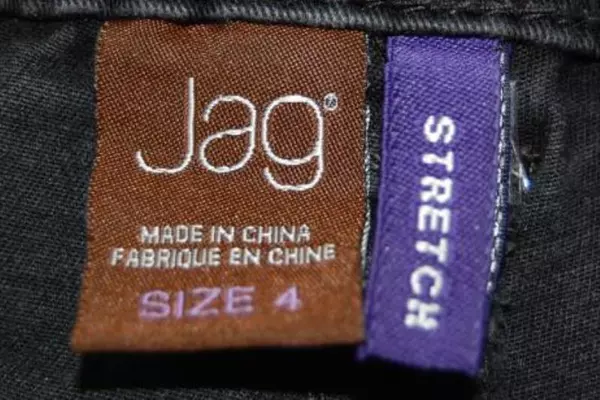 Jag®
MADE IN CHINA
FABRIQUE EN CHINE
SIZE 4
STRETCH